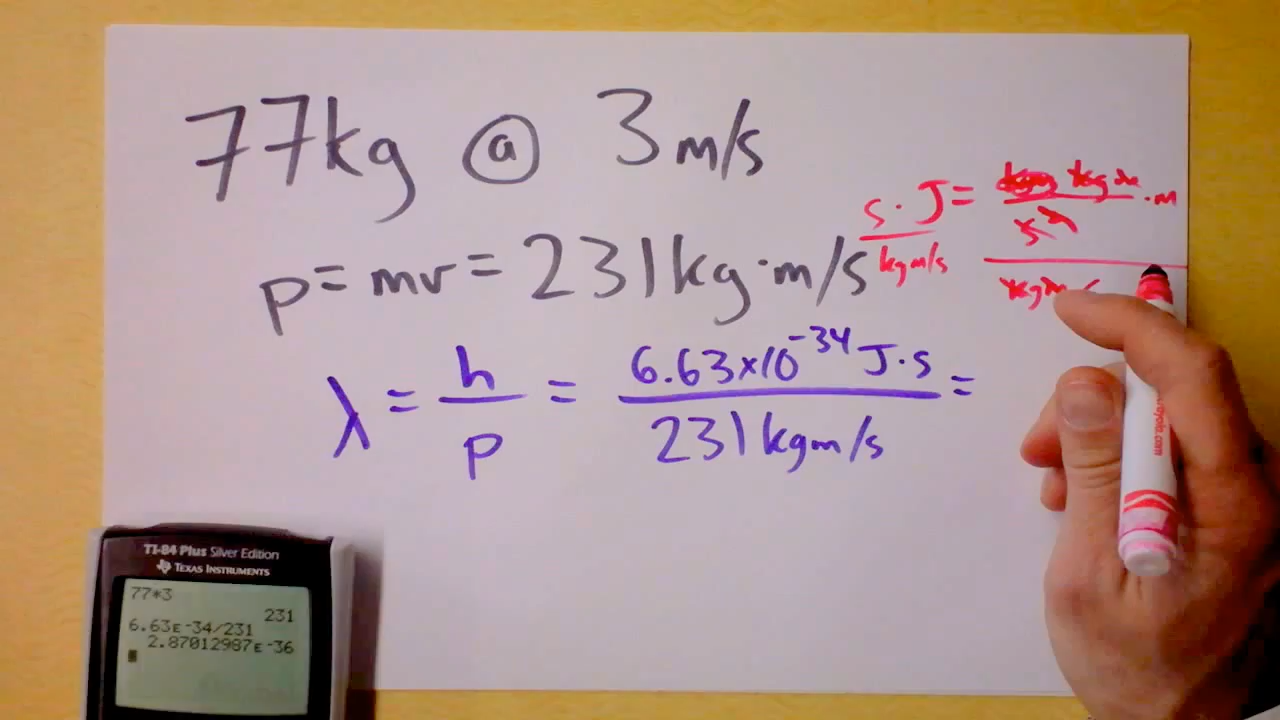 77kg @ 3 m/s
s · J = · m
kgm/s
p = mv = 231 kg·m/s
λ = h/p = 6.63×10⁻³⁴ J·s / 231 kgm/s =
TI-84 Plus Silver Edition
TEXAS INSTRUMENTS
77*3
231
6.63E-34/231
2.87012987E-36